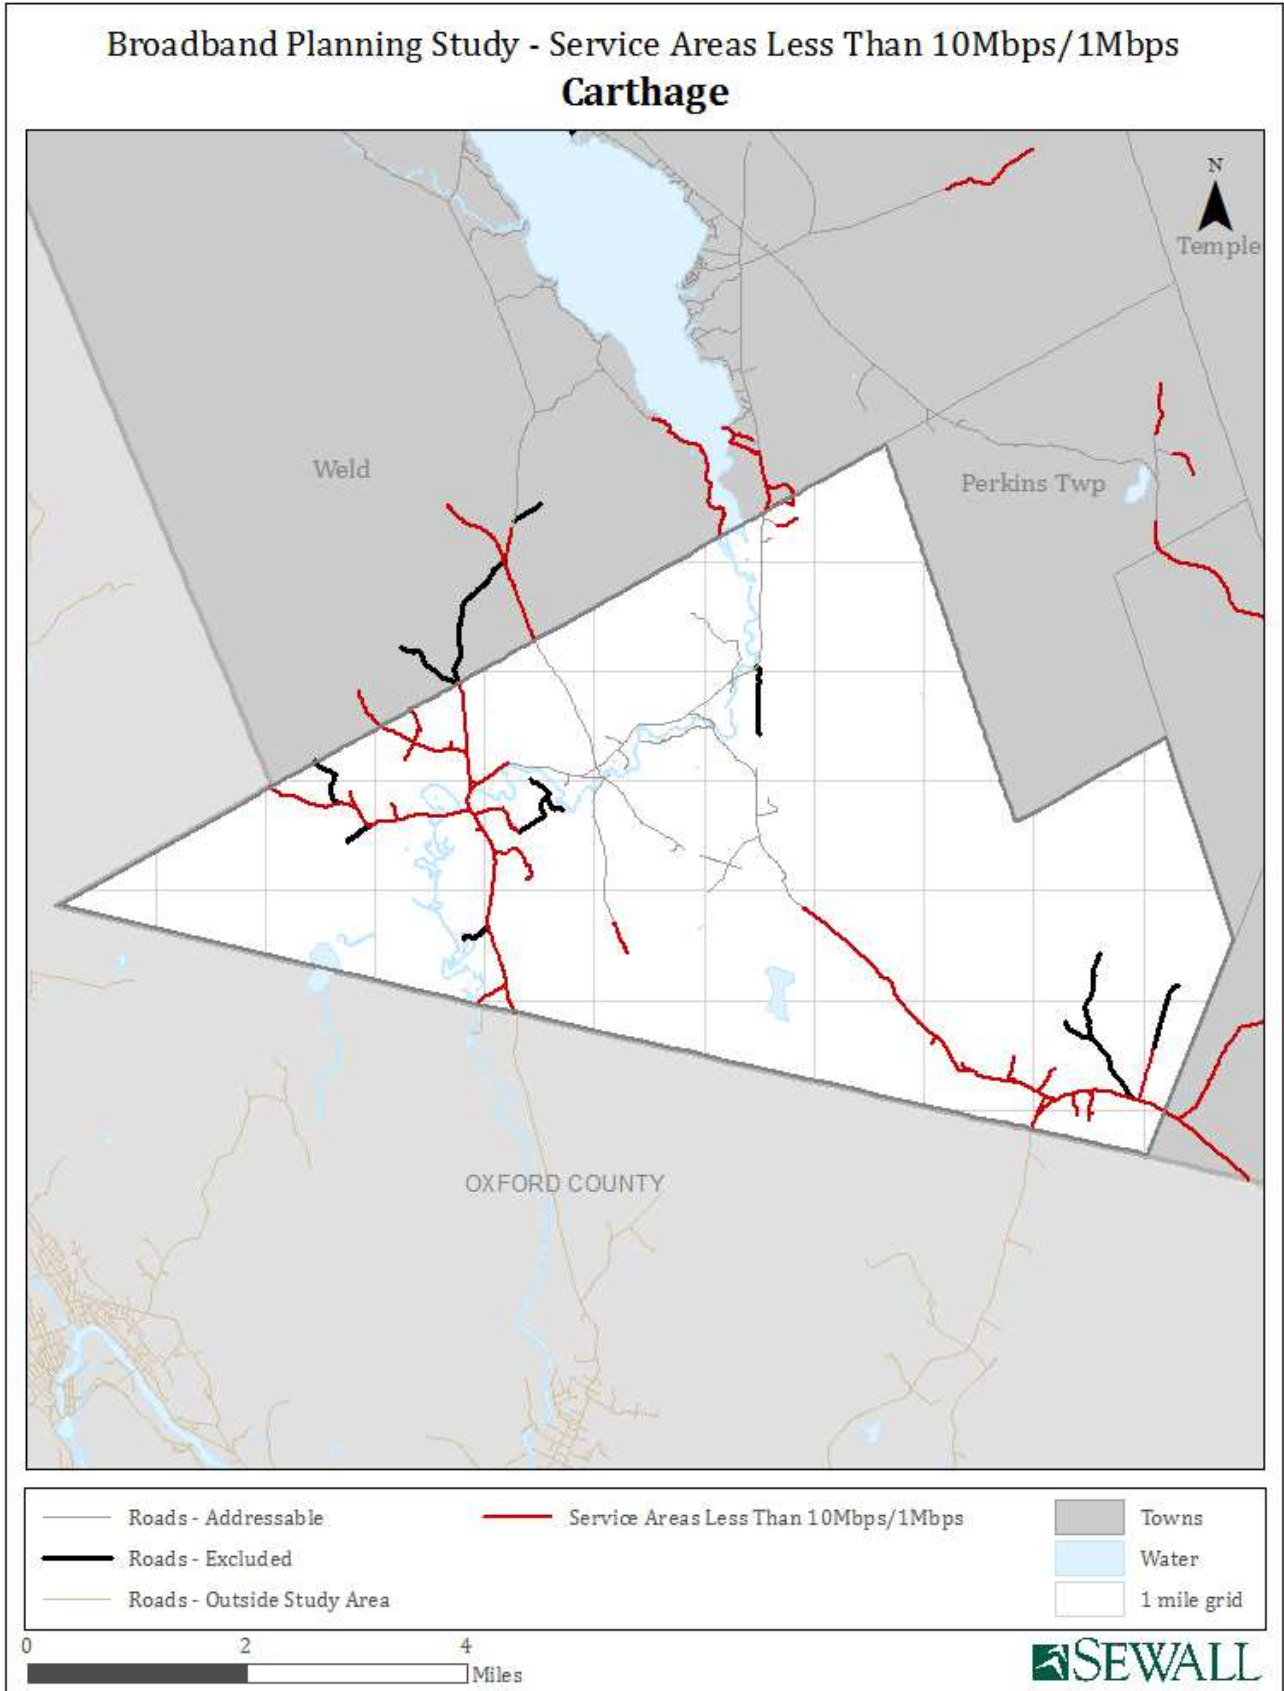 Broadband Planning Study - Service Areas Less Than 10Mbps/1Mbps
Carthage
N
Temple
Weld
Perkins Twp
OXFORD COUNTY
Roads - Addressable
Service Areas Less Than 10Mbps/1Mbps
Towns
Roads - Excluded
Water
Roads - Outside Study Area
1 mile grid
0 2 4
Miles
SEWALL